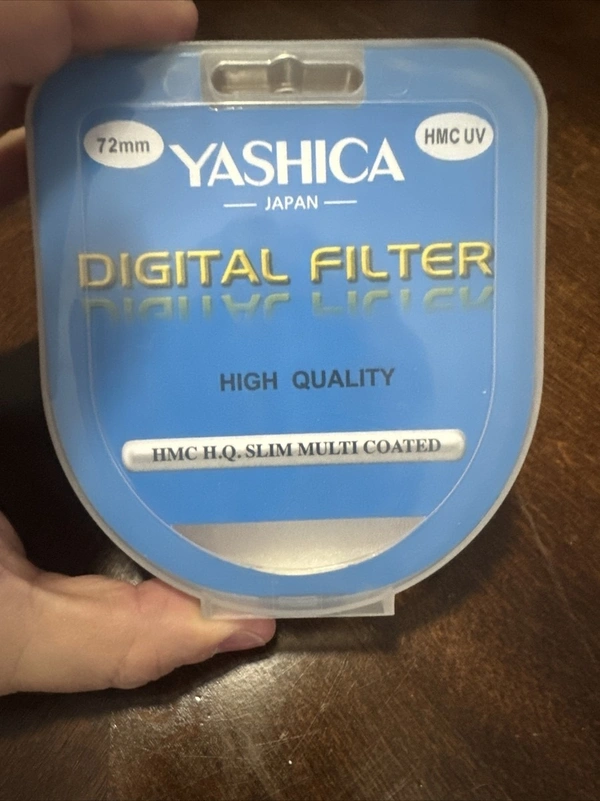 72mm
HMC UV
YASHICA
JAPAN
DIGITAL FILTER
HIGH QUALITY
HMC H.Q. SLIM MULTI COATED